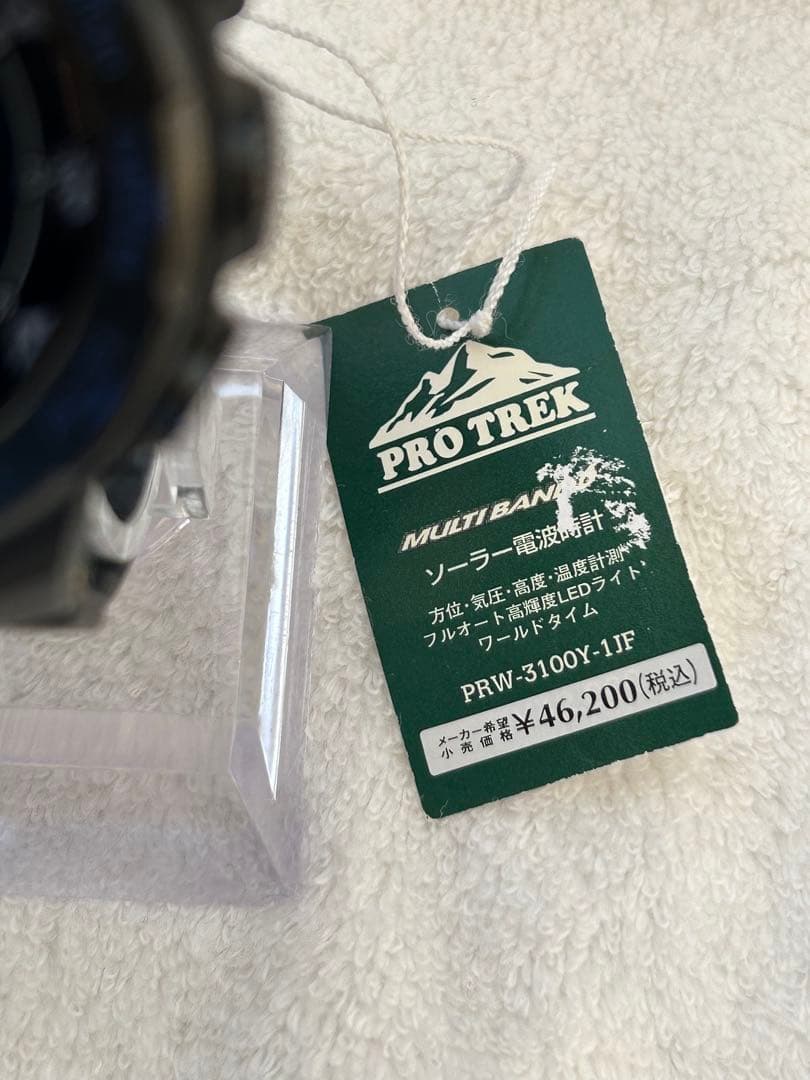 PRO TREK
MULTI BAND
ソーラー電波時計
方位・気圧・高度・温度計測
フルオート高輝度LEDライト
ワールドタイム
PRW-3100Y-1JF
メーカー希望
小売価格 ¥46,200(税込)